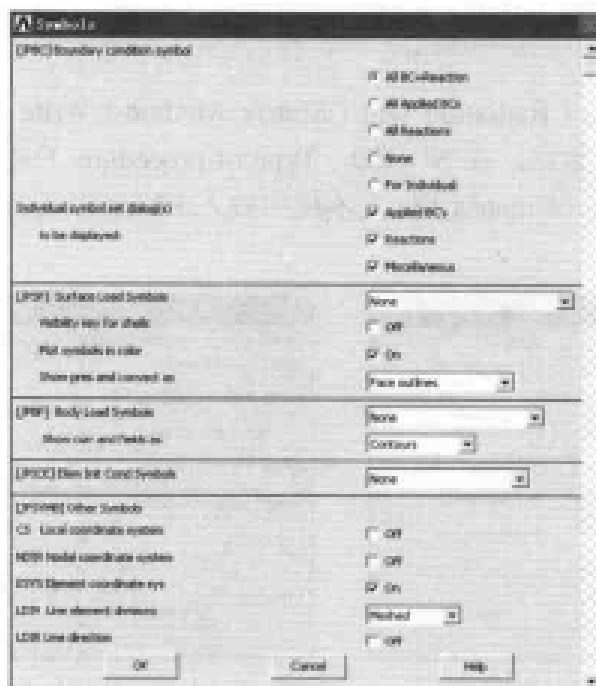 Symbols
[/PBC] Boundary condition symbol
All BC+Reaction
All Applied BCs
All Reactions
None
For Individual:
Individual symbol set dialog(s)
to be displayed:
Applied BC's
Reactions
Miscellaneous
[/PSF] Surface Load Symbols
None
Visibility key for shells
Off
Plot symbols in color
On
Show pres and convect as
Face outlines
[/PBF] Body Load Symbols
None
Show curr and fields as
Contours
[/PICE] Elem Init Cond Symbols
None
[/PSYMB] Other Symbols
CS Local coordinate system
Off
NDIR Nodal coordinate system
Off
ESYS Element coordinate sys
On
LDIV Line element divisions
Meshed
LDIR Line direction
Off
OK
Cancel
Help